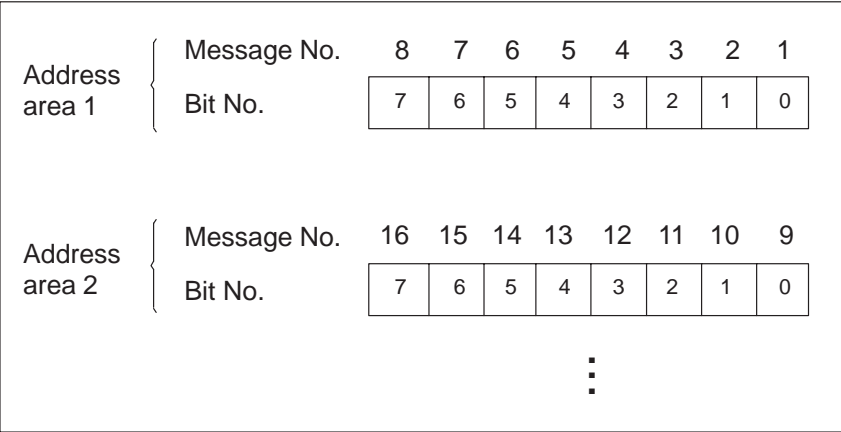 Address area 1
Message No. 8 7 6 5 4 3 2 1
Bit No. 7 6 5 4 3 2 1 0
Address area 2
Message No. 16 15 14 13 12 11 10 9
Bit No. 7 6 5 4 3 2 1 0
⋮